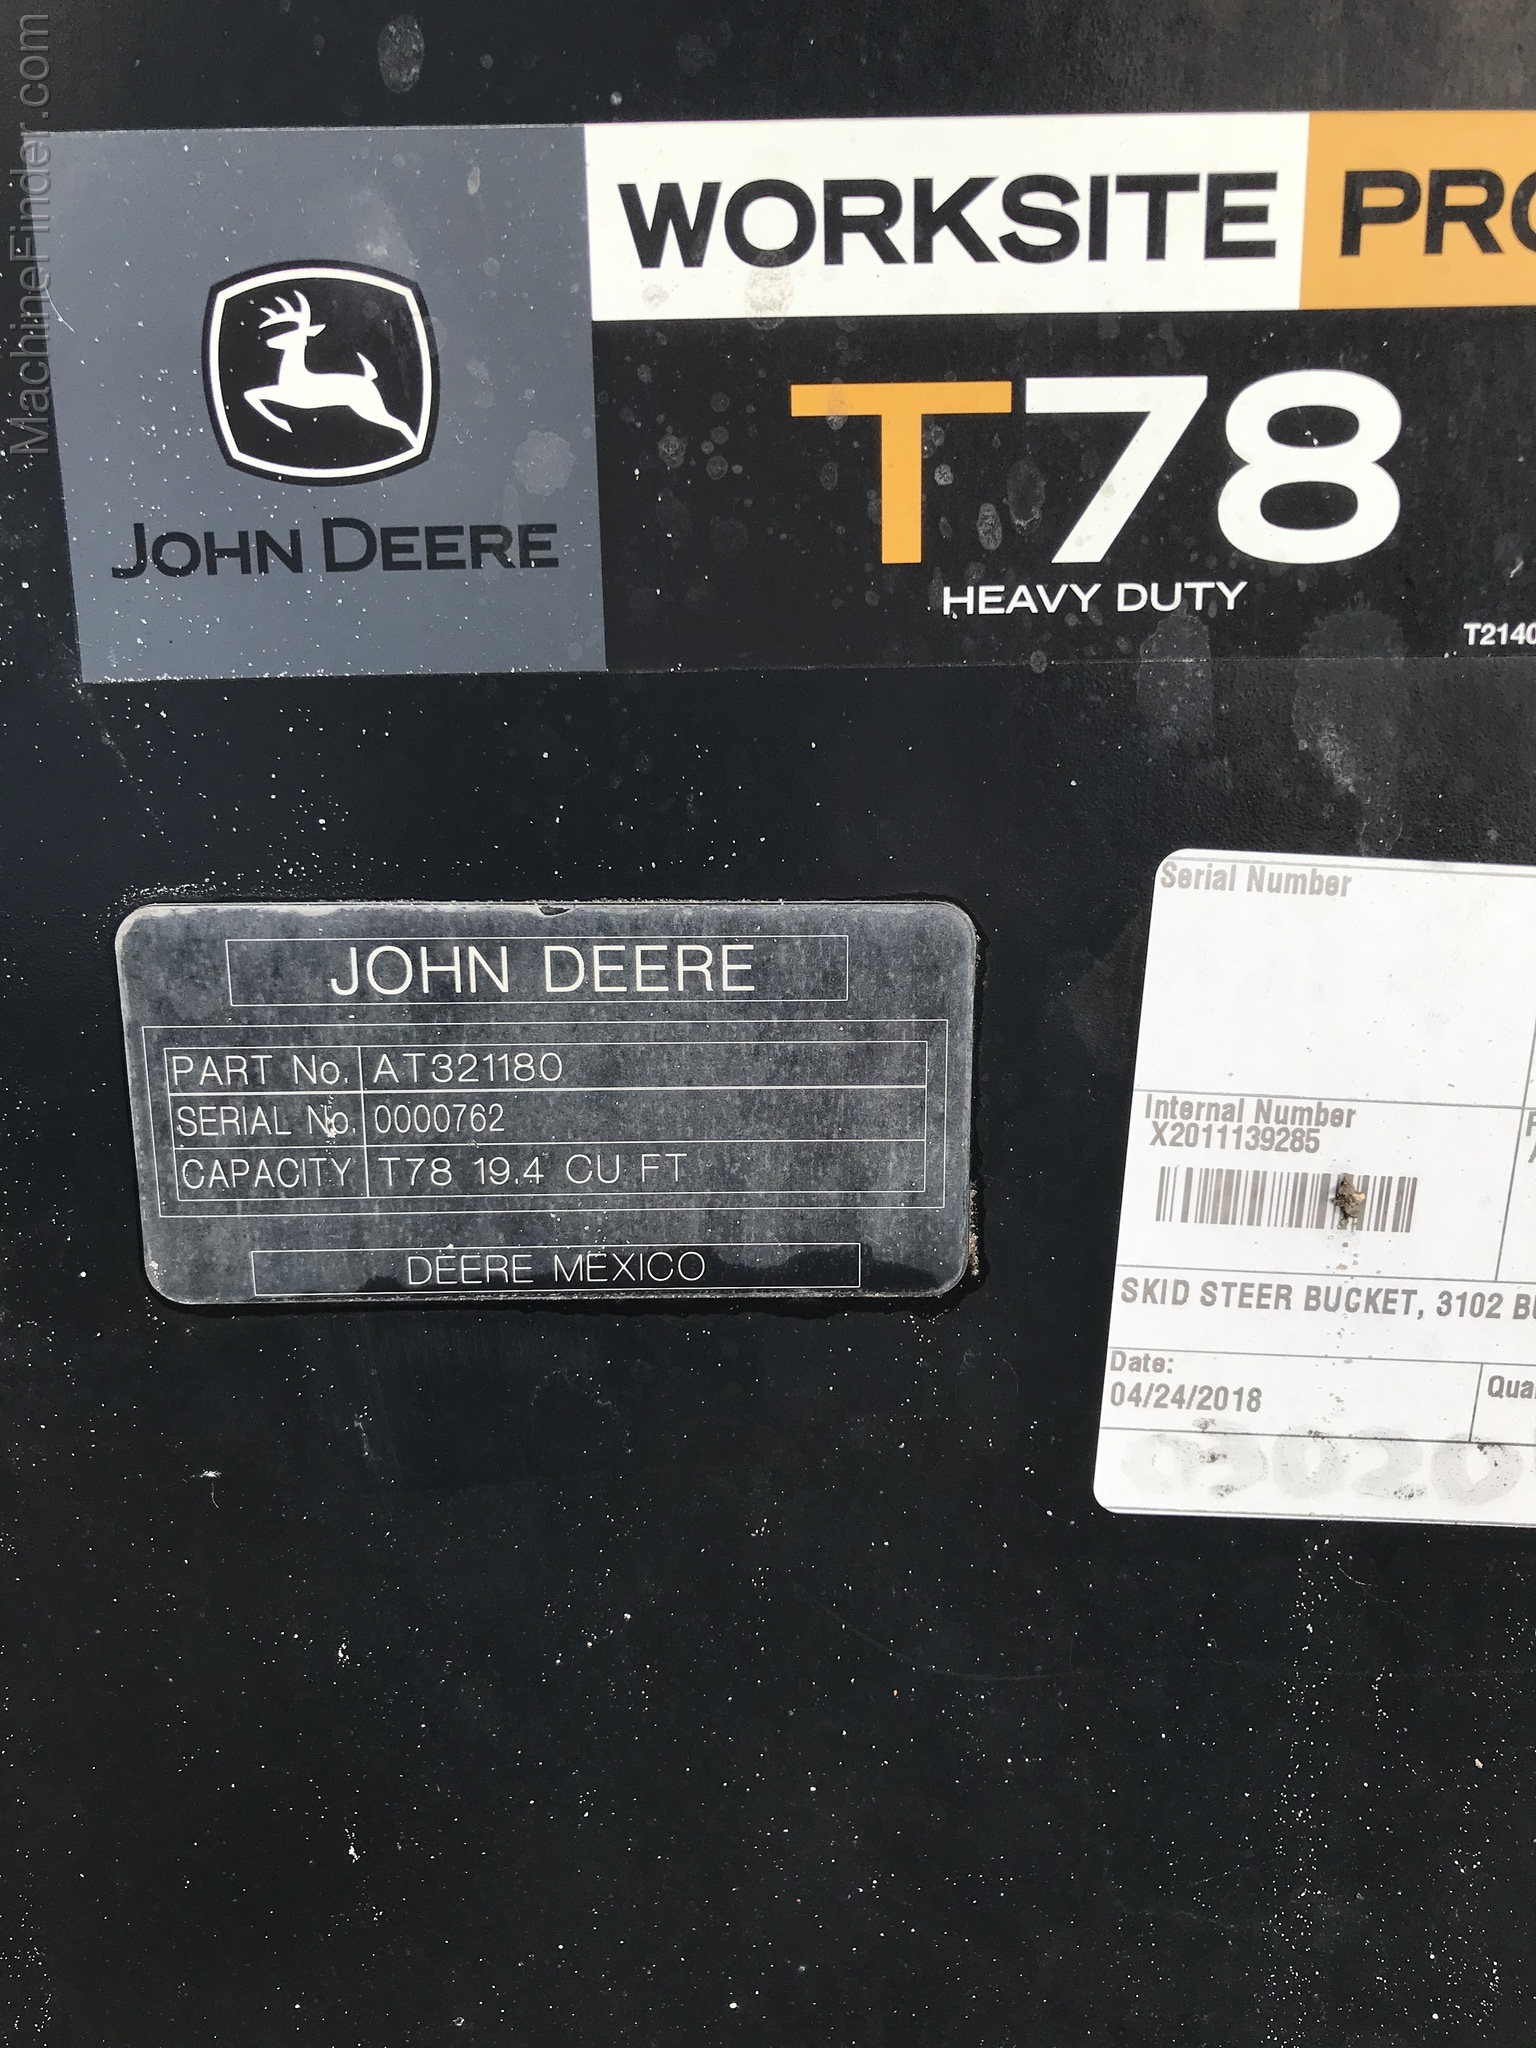 MachineFinder.com
WORKSITE PRO
JOHN DEERE
T78
HEAVY DUTY
T2140
JOHN DEERE
PART No. AT321180
SERIAL No. 0000762
CAPACITY T78 19.4 CU FT
DEERE MEXICO
Serial Number
Internal Number
X2011139285
SKID STEER BUCKET, 3102
Date:
04/24/2018